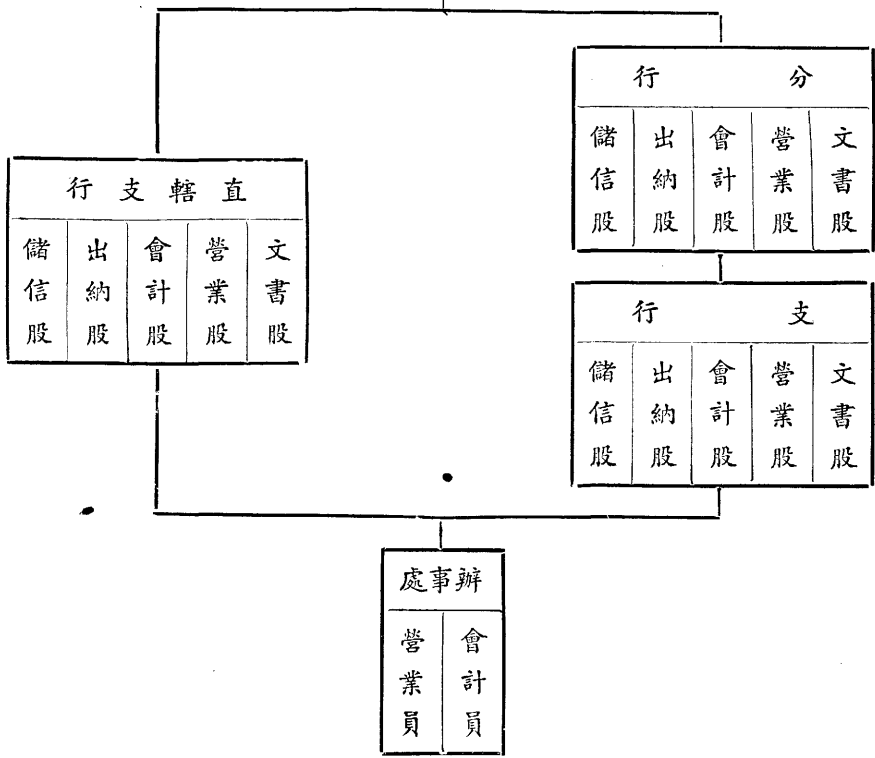 分行
文書股
營業股
會計股
出納股
儲信股
支行
文書股
營業股
會計股
出納股
儲信股
直轄支行
文書股
營業股
會計股
出納股
儲信股
辦事處
會計員
營業員